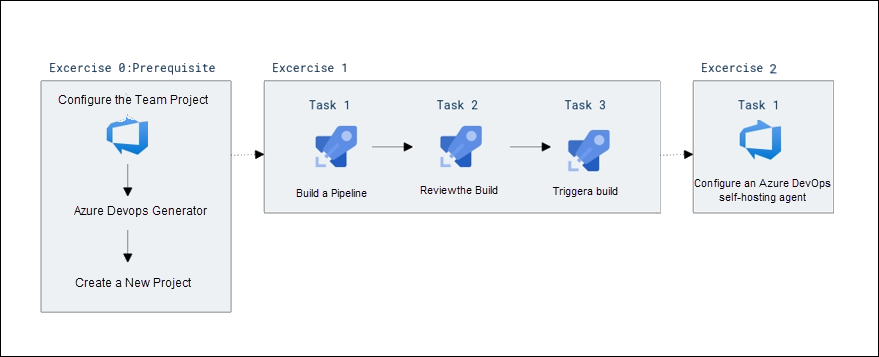 Excercise 0:Prerequisite
Configure the Team Project
Azure Devops Generator
Create a New Project
Excercise 1
Task 1
Build a Pipeline
Task 2
Reviewthe Build
Task 3
Triggera build
Excercise 2
Task 1
Configure an Azure DevOps
self-hosting agent